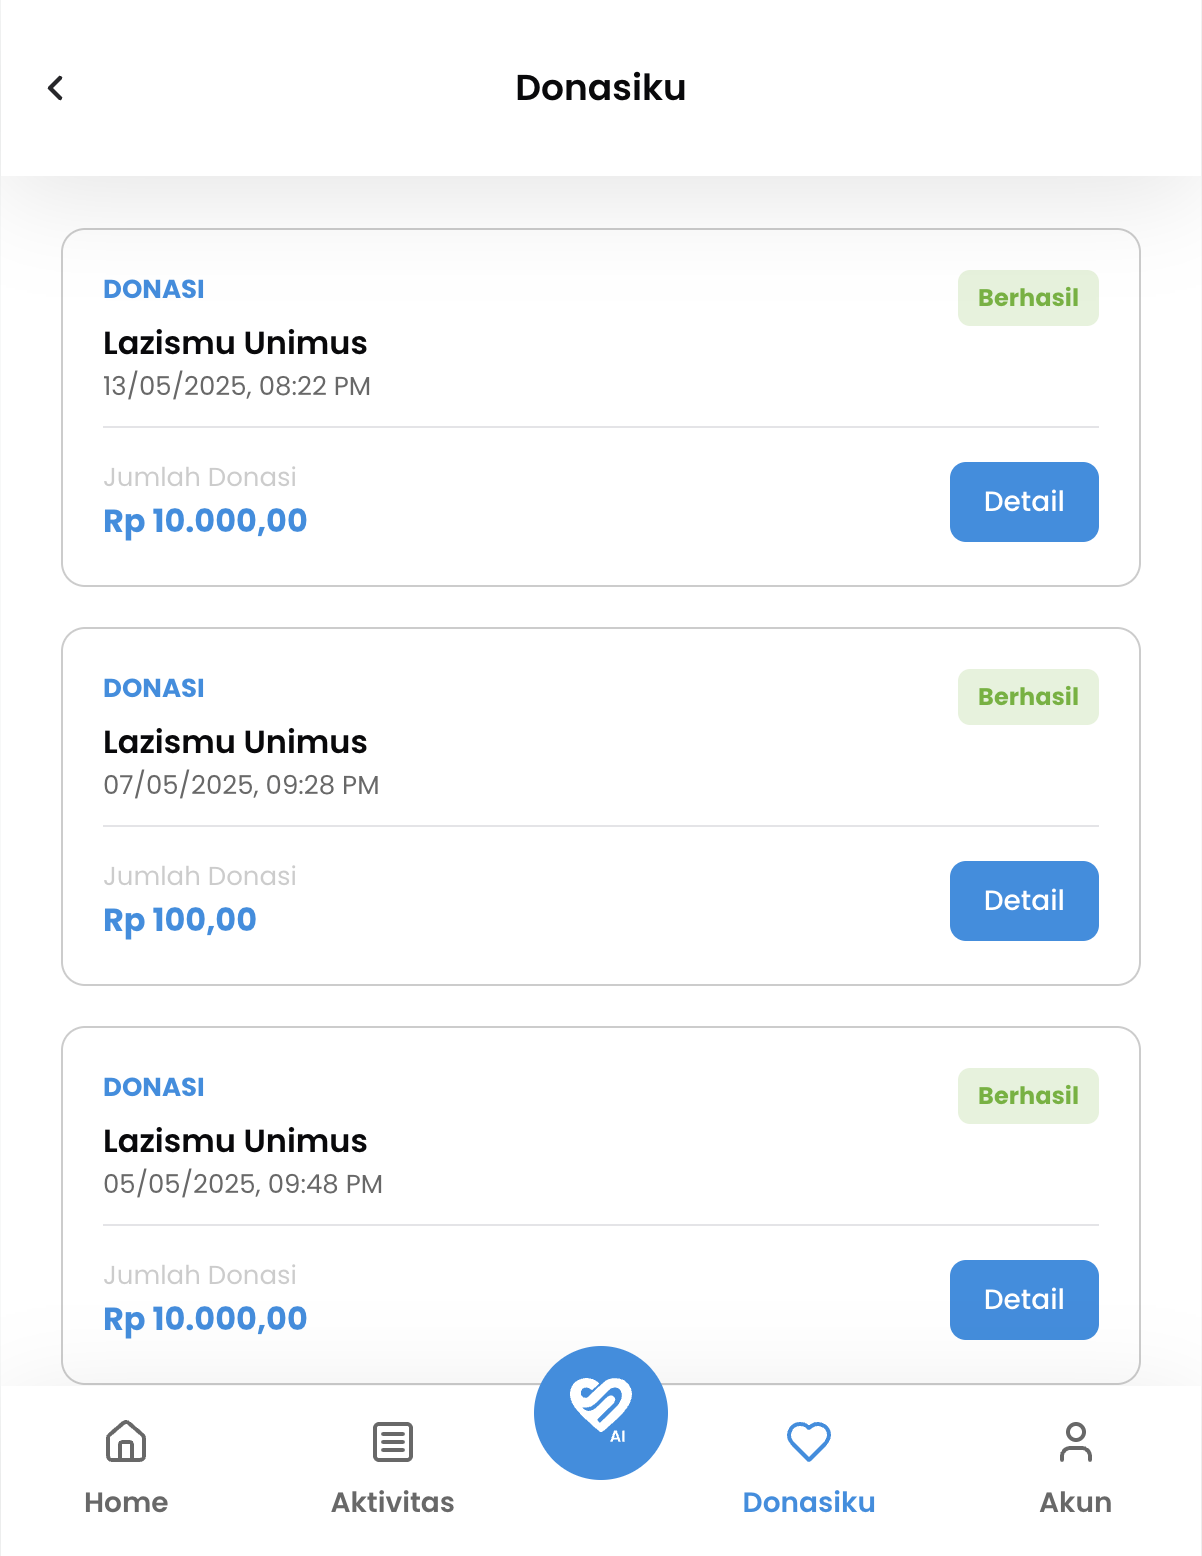 Donasiku
DONASI
Berhasil
Lazismu Unimus
13/05/2025, 08:22 PM
Jumlah Donasi
Rp 10.000,00
Detail
DONASI
Berhasil
Lazismu Unimus
07/05/2025, 09:28 PM
Jumlah Donasi
Rp 100,00
Detail
DONASI
Berhasil
Lazismu Unimus
05/05/2025, 09:48 PM
Jumlah Donasi
Rp 10.000,00
Detail
AI
Home
Aktivitas
Donasiku
Akun